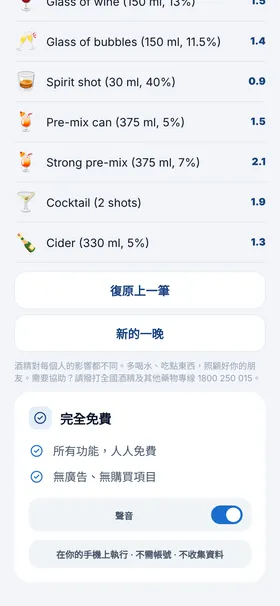 Glass of wine (150 ml, 13%) 1.5
Glass of bubbles (150 ml, 11.5%) 1.4
Spirit shot (30 ml, 40%) 0.9
Pre-mix can (375 ml, 5%) 1.5
Strong pre-mix (375 ml, 7%) 2.1
Cocktail (2 shots) 1.9
Cider (330 ml, 5%) 1.3
復原上一筆
新的一晚
酒精對每個人的影響都不同。多喝水、吃點東西，照顧好你的朋
友。需要協助？請撥打全國酒精及其他藥物專線 1800 250 015。
完全免費
所有功能，人人免費
無廣告、無購買項目
聲音
在你的手機上執行 · 不需帳號 · 不收集資料